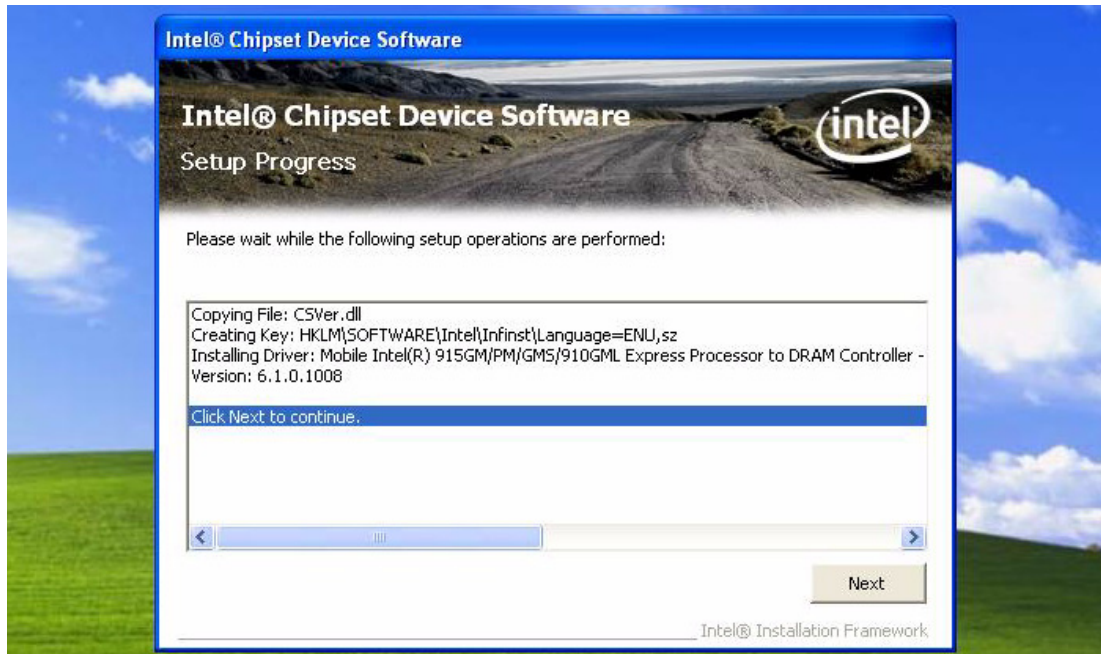 Intel® Chipset Device Software
Intel® Chipset Device Software
intel
Setup Progress
Please wait while the following setup operations are performed:
Copying File: CSVer.dll
Creating Key: HKLM\SOFTWARE\Intel\Infinst\Language=ENU,sz
Installing Driver: Mobile Intel(R) 915GM/PM/GMS/910GML Express Processor to DRAM Controller -
Version: 6.1.0.1008
Click Next to continue.
Next
Intel® Installation Framework